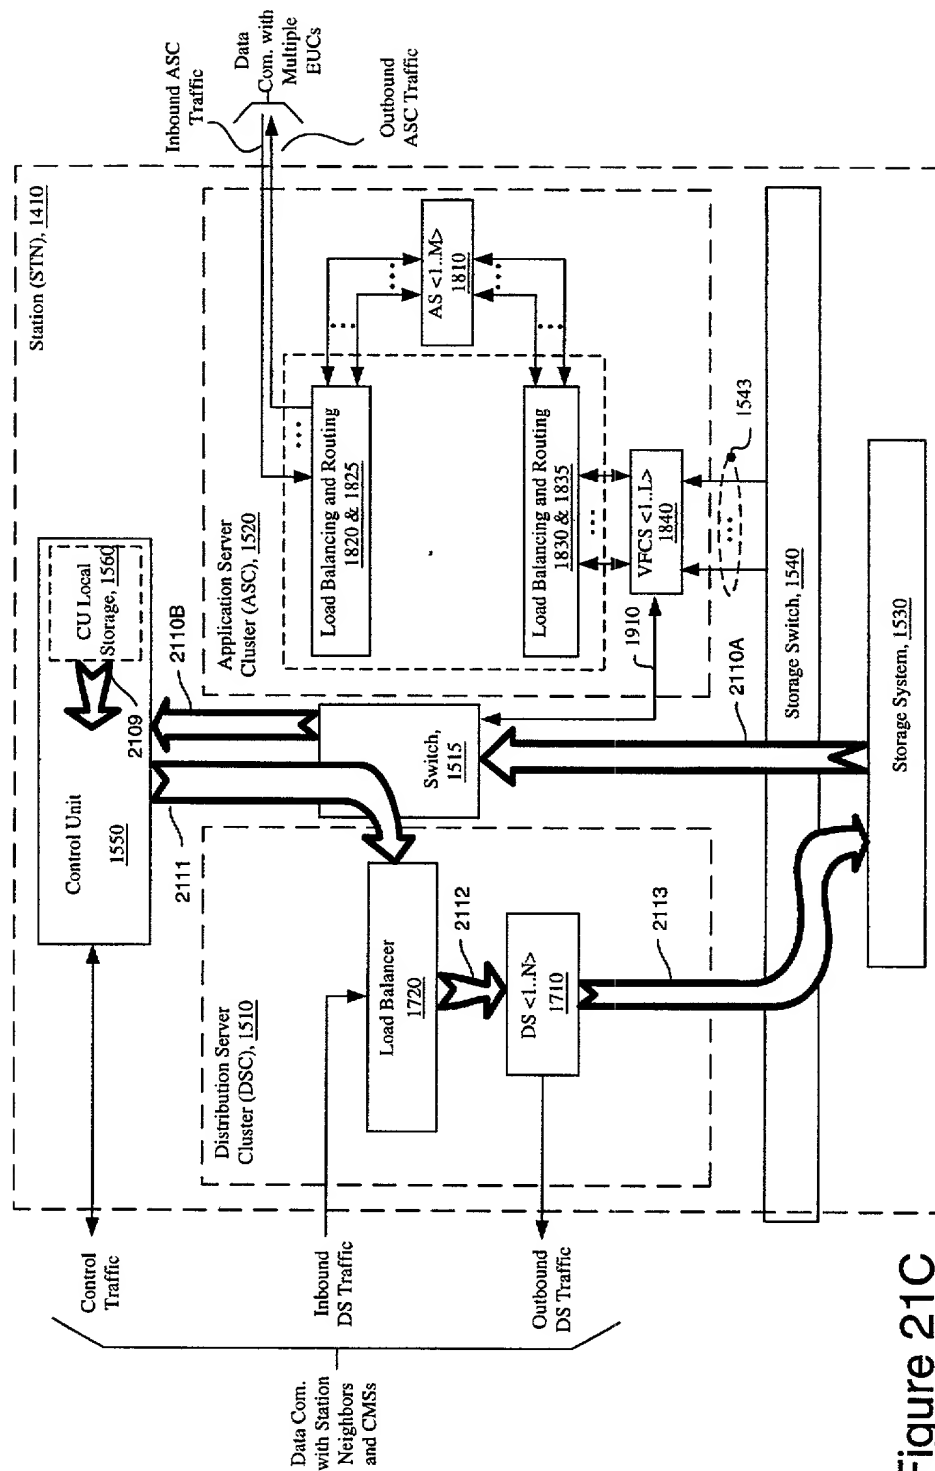 Station (STN), 1410
Control
Traffic
Control Unit
1550
CU Local
Storage, 1560
2109
2110B
2111
Inbound ASC
Traffic
Data
Com. with
Multiple
EUCs
Outbound
ASC Traffic
Distribution Server
Cluster (DSC), 1510
Application Server
Cluster (ASC), 1520
Data Com.
with Station
Neighbors
and CMSs
Inbound
DS Traffic
Load Balancer
1720
Switch,
1515
Load Balancing and Routing
1820 & 1825
AS <1..M>
1810
2112
DS <1..N>
1710
Outbound
DS Traffic
Load Balancing and Routing
1830 & 1835
1910
VFCS <1..L>
1840
2113
2110A
1543
Storage Switch, 1540
Storage System, 1530
Figure 21C